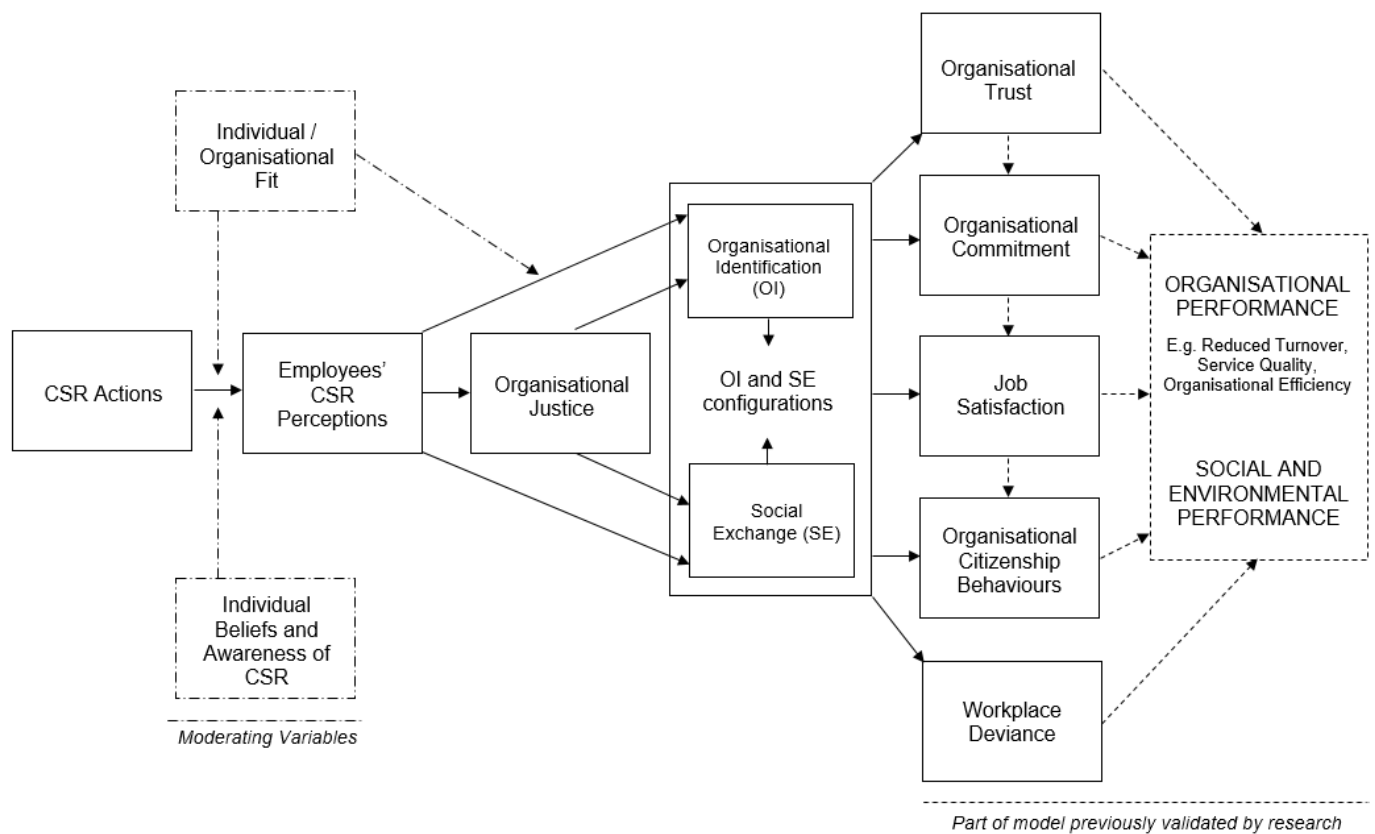 Individual /
Organisational
Fit
CSR Actions
Employees’
CSR
Perceptions
Individual
Beliefs and
Awareness of
CSR
Moderating Variables
Organisational
Justice
Organisational
Identification
(OI)
OI and SE
configurations
Social
Exchange (SE)
Organisational
Trust
Organisational
Commitment
Job
Satisfaction
Organisational
Citizenship
Behaviours
Workplace
Deviance
ORGANISATIONAL
PERFORMANCE
E.g. Reduced Turnover,
Service Quality,
Organisational Efficiency
SOCIAL AND
ENVIRONMENTAL
PERFORMANCE
Part of model previously validated by research